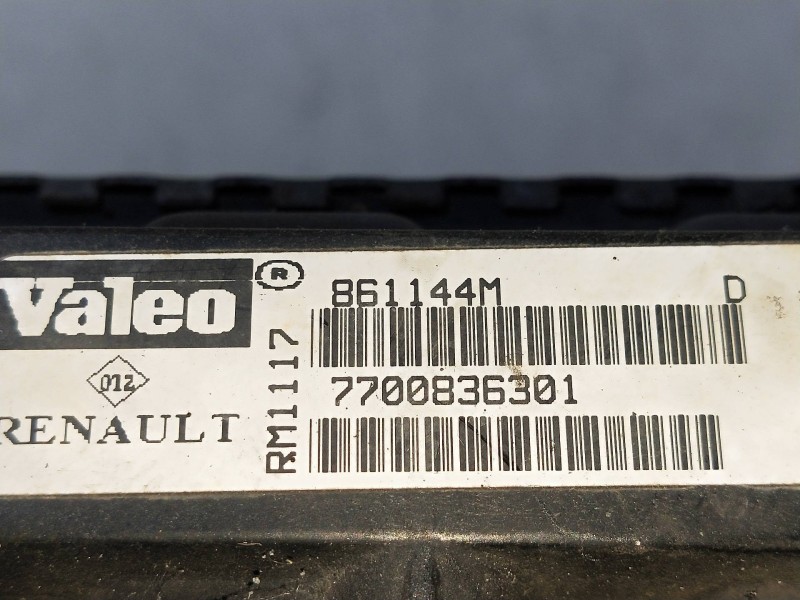 Valeo ®
012
RENAULT
RM1117
861144M D
7700836301